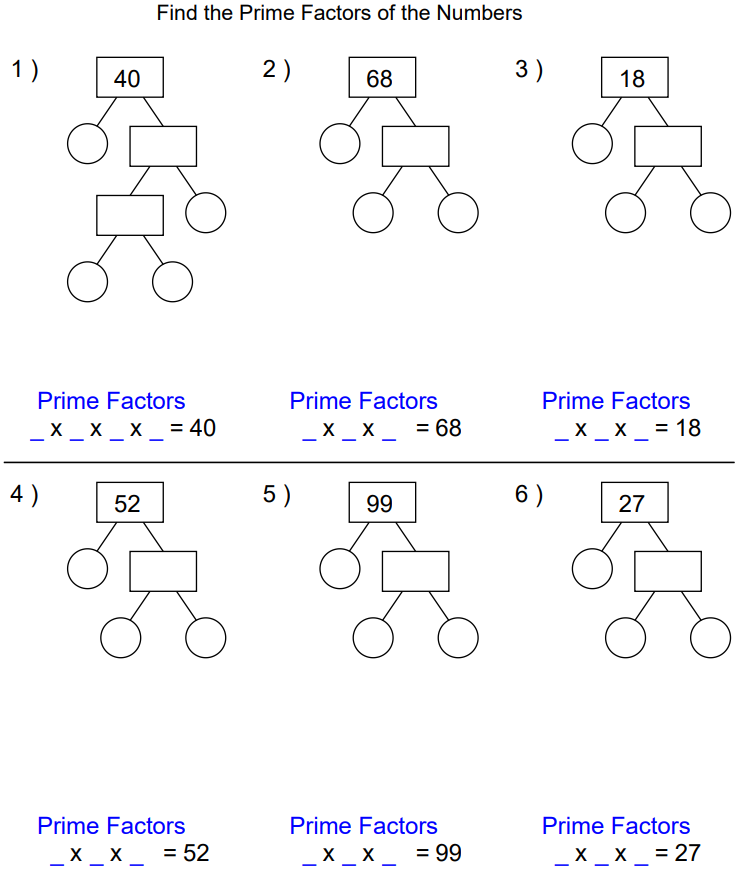 Find the Prime Factors of the Numbers
1 ) 2 ) 3 )
40 68 18
Prime Factors Prime Factors Prime Factors
_ x _ x _ x _ = 40 _ x _ x _ = 68 _ x _ x _ = 18
4 ) 5 ) 6 )
52 99 27
Prime Factors Prime Factors Prime Factors
_ x _ x _ = 52 _ x _ x _ = 99 _ x _ x _ = 27